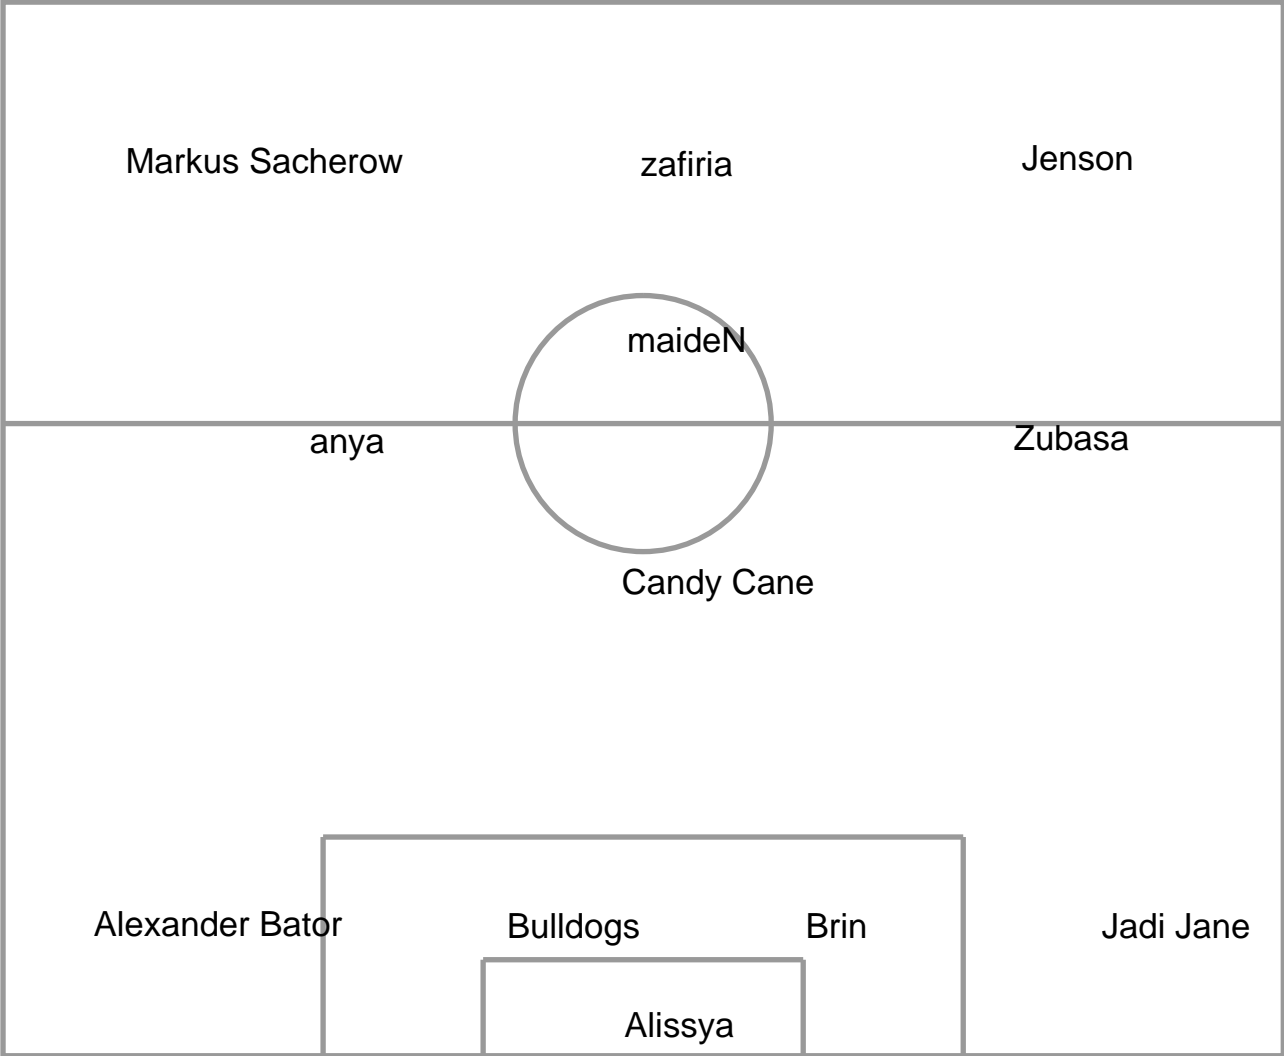 Markus Sacherow
zafiria
Jenson
maideN
anya
Zubasa
Candy Cane
Alexander Bator
Bulldogs
Brin
Jadi Jane
Alissya